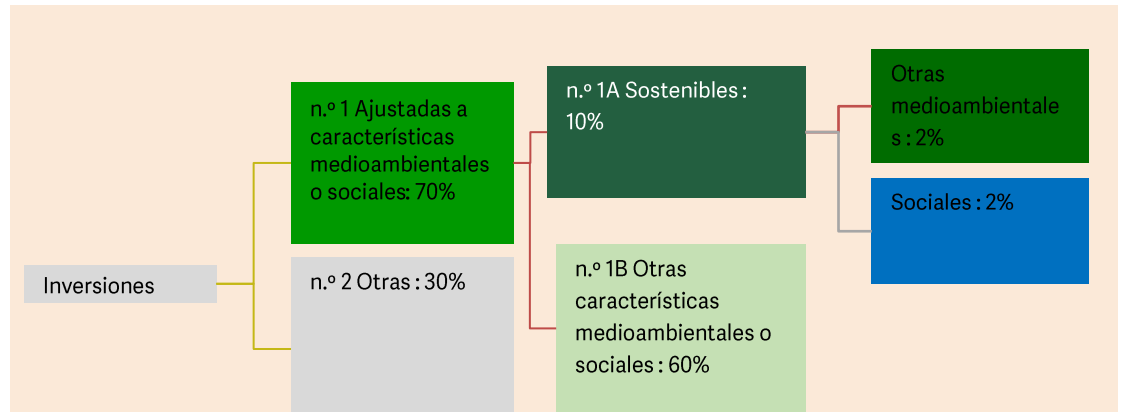 Inversiones
n.º 1 Ajustadas a
características
medioambientales
o sociales: 70%
n.º 2 Otras : 30%
n.º 1A Sostenibles :
10%
n.º 1B Otras
características
medioambientales o
sociales : 60%
Otras
medioambientale
s : 2%
Sociales : 2%